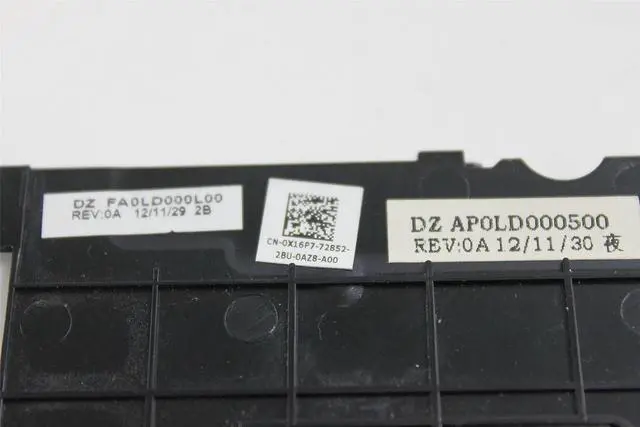 DZ FA0LD000L00
REV:0A 12/11/29 2B
CN-0X16P7-72852-
2BU-0AZ8-A00
DZ AP0LD000500
REV:0A 12/11/30 夜